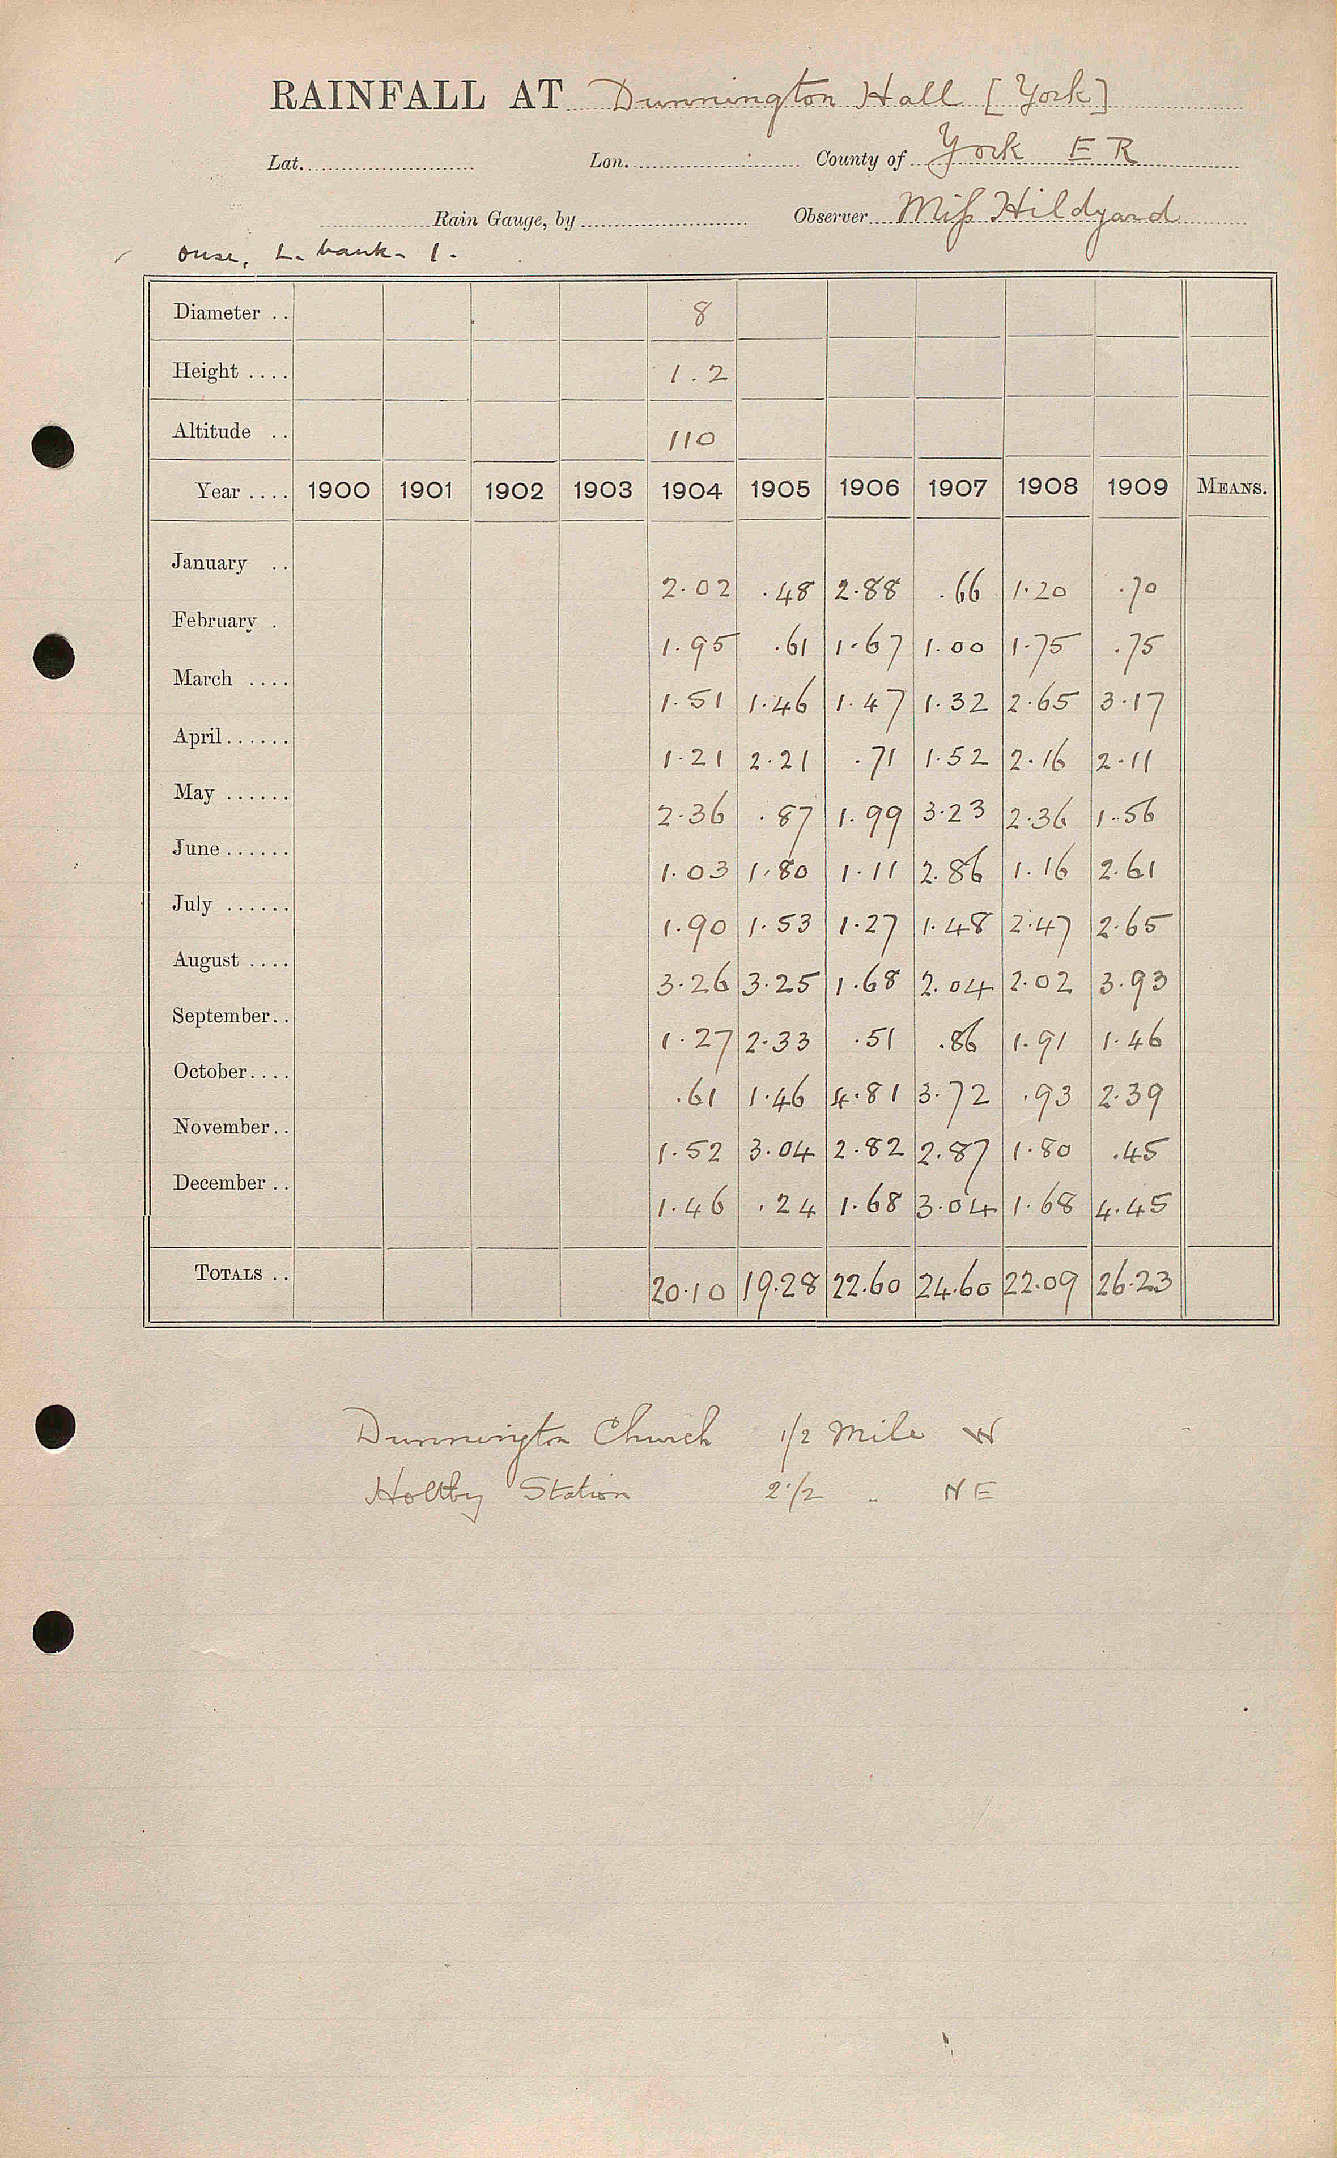 RAINFALL AT Dunnington Hall [York]
Lat. Lon. County of York E R
Rain Gauge, by Observer Miss Hildyard
Ouse, L. bank. 1.
Diameter .. 8
Height .... 1.2
Altitude .. 110
Year .... 1900 1901 1902 1903 1904 1905 1906 1907 1908 1909 MEANS.
January .. 2.02 .48 2.88 .66 1.20 .70
February . 1.95 .61 1.67 1.00 1.75 .75
March .... 1.51 1.46 1.47 1.32 2.65 3.17
April...... 1.21 2.21 .71 1.52 2.16 2.11
May ...... 2.36 .87 1.99 3.23 2.36 1.56
June...... 1.03 1.80 1.11 2.86 1.16 2.61
July ...... 1.90 1.53 1.27 1.48 2.47 2.65
August .... 3.26 3.25 1.68 2.04 2.02 3.93
September.. 1.27 2.33 .51 .86 1.91 1.46
October.... .61 1.46 4.81 3.72 .93 2.39
November.. 1.52 3.04 2.82 2.87 1.80 .45
December .. 1.46 .24 1.68 3.04 1.68 4.45
TOTALS .. 20.10 19.28 22.60 24.60 22.09 26.23
Dunnington Church 1/2 Mile W
Holtby Station 2 1/2 " NE